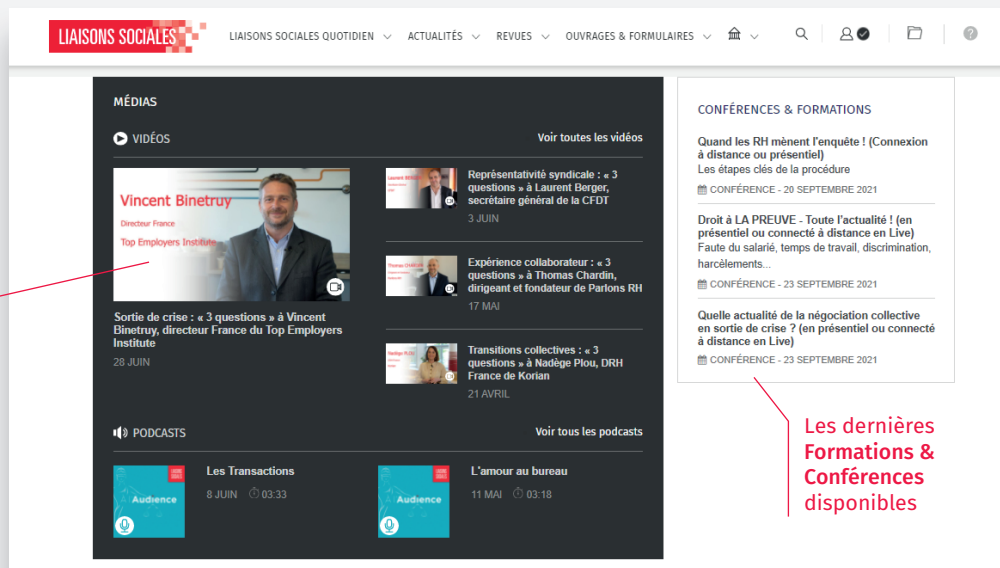 LIAISONS SOCIALES
LIAISONS SOCIALES QUOTIDIEN
ACTUALITÉS
REVUES
OUVRAGES & FORMULAIRES
?
MÉDIAS
VIDÉOS
Voir toutes les vidéos
Vincent Binetruy
Directeur France
Top Employers Institute
Sortie de crise : « 3 questions » à Vincent
Binetruy, directeur France du Top Employers
Institute
28 JUIN
Représentativité syndicale : « 3
questions » à Laurent Berger,
secrétaire général de la CFDT
3 JUIN
Expérience collaborateur : « 3
questions » à Thomas Chardin,
dirigeant et fondateur de Parlons RH
17 MAI
Transitions collectives : « 3
questions » à Nadège Plou, DRH
France de Korian
21 AVRIL
PODCASTS
Voir tous les podcasts
Audience
Les Transactions
8 JUIN 03:33
Audience
L'amour au bureau
11 MAI 03:18
CONFÉRENCES & FORMATIONS
Quand les RH mènent l'enquête ! (Connexion
à distance ou présentiel)
Les étapes clés de la procédure
CONFÉRENCE - 20 SEPTEMBRE 2021
Droit à LA PREUVE - Toute l'actualité ! (en
présentiel ou connecté à distance en Live)
Faute du salarié, temps de travail, discrimination,
harcèlements...
CONFÉRENCE - 23 SEPTEMBRE 2021
Quelle actualité de la négociation collective
en sortie de crise ? (en présentiel ou connecté
à distance en Live)
CONFÉRENCE - 23 SEPTEMBRE 2021
Les dernières
Formations &
Conférences
disponibles